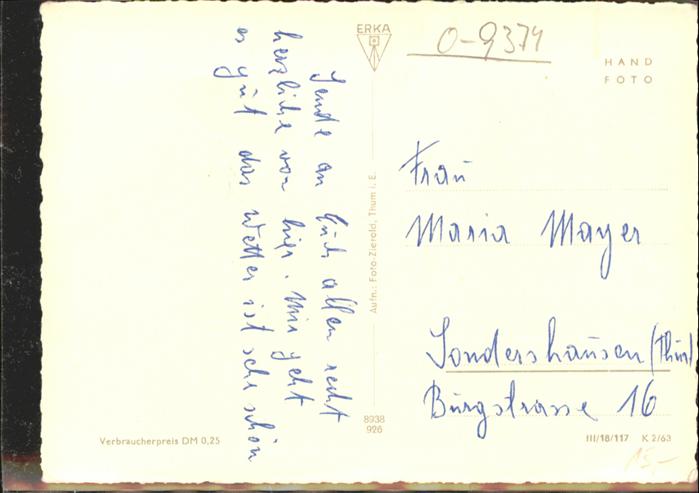 Sende an Euch allen recht
herzliche von hier. Mir geht
es gut das Wetter ist sehr schön
ERKA
Aufn.: Foto-Zierold, Thum i. E.
8938
926
Verbraucherpreis DM 0,25
0-9374
HAND
FOTO
Frau
Maria Mayer
Sondershausen (Thür)
Burgstrasse 16
III/18/117 K 2/63
15,-